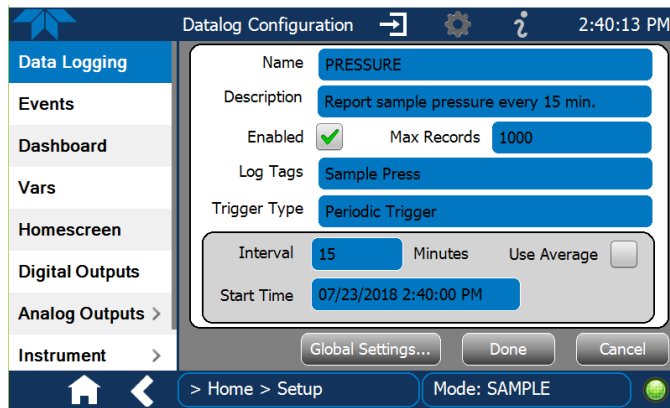 Datalog Configuration 2:40:13 PM
Data Logging
Events
Dashboard
Vars
Homescreen
Digital Outputs
Analog Outputs >
Instrument >
Name PRESSURE
Description Report sample pressure every 15 min.
Enabled Max Records 1000
Log Tags Sample Press
Trigger Type Periodic Trigger
Interval 15 Minutes Use Average
Start Time 07/23/2018 2:40:00 PM
Global Settings... Done Cancel
> Home > Setup Mode: SAMPLE